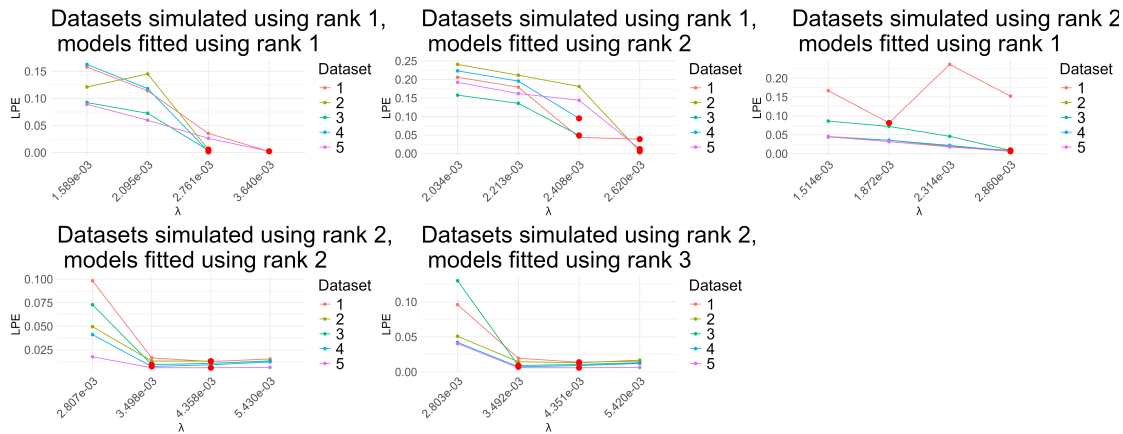 Datasets simulated using rank 1,
models fitted using rank 1
LPE
0.15
0.10
0.05
0.00
1.589e-03
2.095e-03
2.761e-03
3.640e-03
λ
Dataset
1
2
3
4
5
Datasets simulated using rank 1,
models fitted using rank 2
LPE
0.25
0.20
0.15
0.10
0.05
0.00
2.034e-03
2.213e-03
2.408e-03
2.620e-03
λ
Dataset
1
2
3
4
5
Datasets simulated using rank 2
models fitted using rank 1
LPE
0.20
0.15
0.10
0.05
0.00
1.514e-03
1.872e-03
2.314e-03
2.860e-03
λ
Dataset
1
2
3
4
5
Datasets simulated using rank 2,
models fitted using rank 2
LPE
0.100
0.075
0.050
0.025
2.807e-03
3.498e-03
4.358e-03
5.430e-03
λ
Dataset
1
2
3
4
5
Datasets simulated using rank 2,
models fitted using rank 3
LPE
0.10
0.05
0.00
2.803e-03
3.492e-03
4.351e-03
5.420e-03
λ
Dataset
1
2
3
4
5